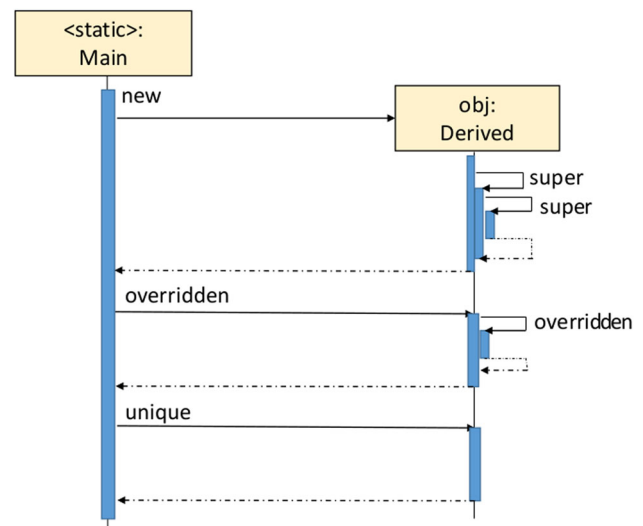 <static>:
Main
new
obj:
Derived
super
super
overridden
overridden
unique